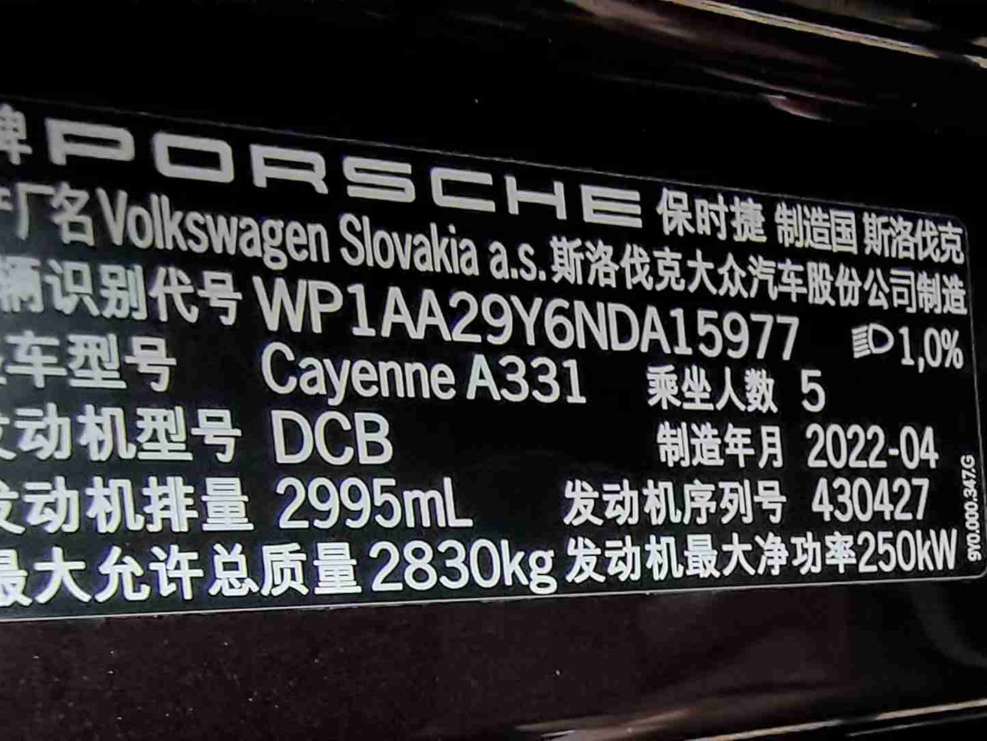 牌 PORSCHE 保时捷 制造国 斯洛伐克
厂名 Volkswagen Slovakia a.s. 斯洛伐克大众汽车股份公司制造
辆识别代号 WP1AA29Y6NDA15977 1,0%
车型号 Cayenne A331 乘坐人数 5
发动机型号 DCB 制造年月 2022-04
发动机排量 2995mL 发动机序列号 430427
最大允许总质量 2830kg 发动机最大净功率 250kW
9Y0.000.347.G